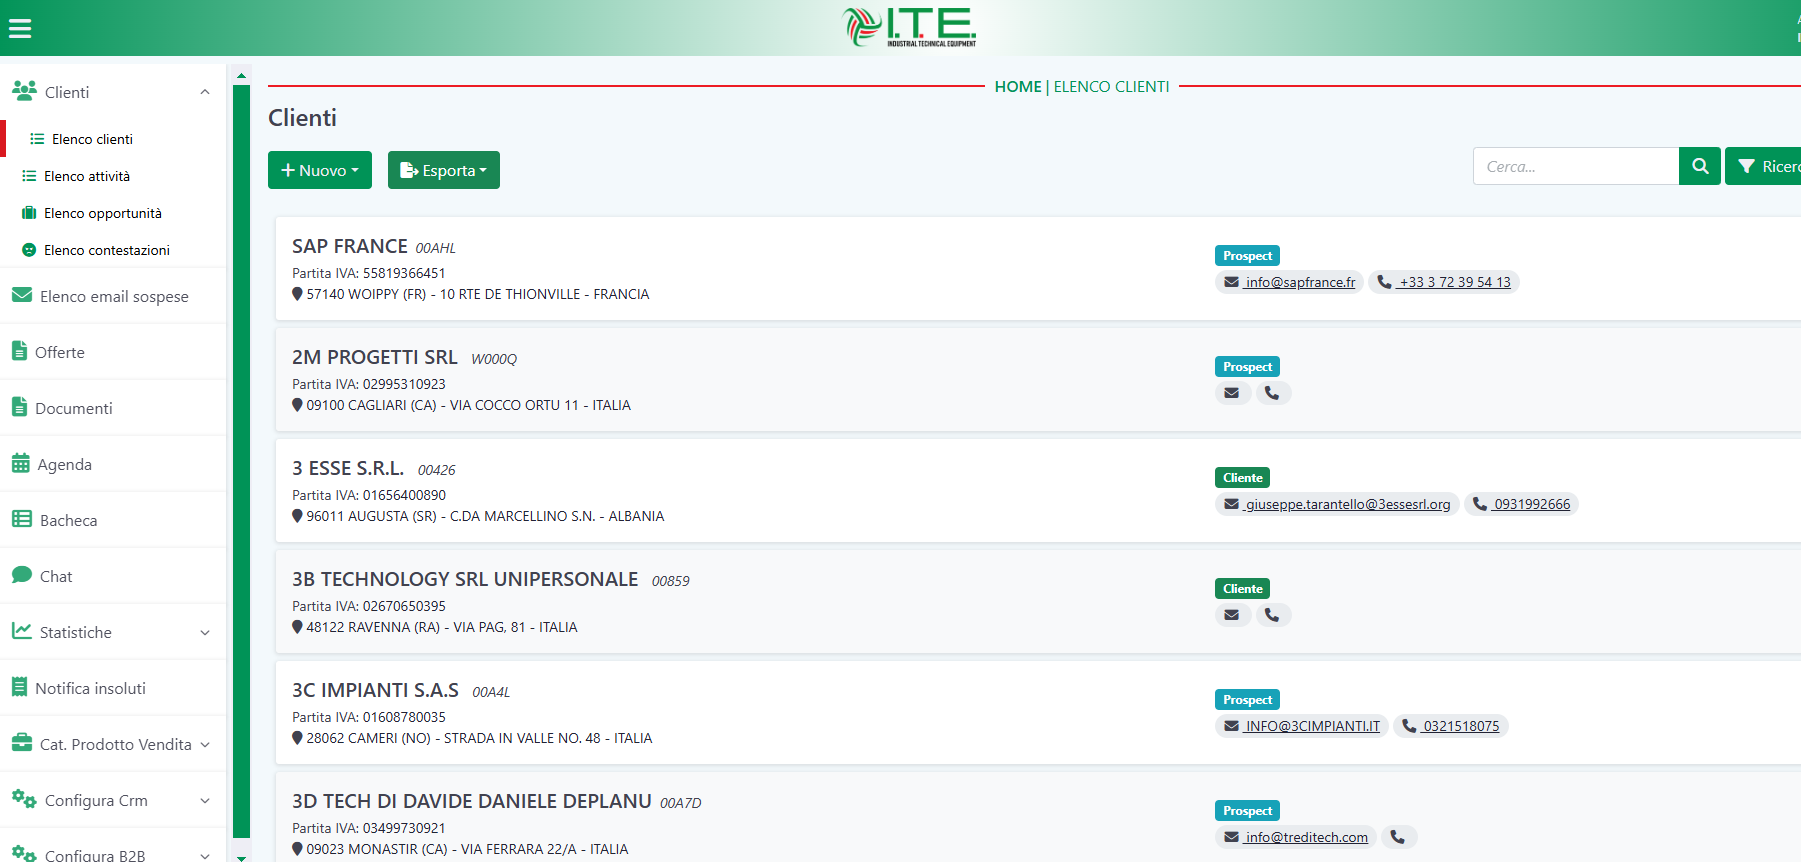 I.T.E.
INDUSTRIAL TECHNICAL EQUIPMENT
Clienti
Elenco clienti
Elenco attività
Elenco opportunità
Elenco contestazioni
Elenco email sospese
Offerte
Documenti
Agenda
Bacheca
Chat
Statistiche
Notifica insoluti
Cat. Prodotto Vendita
Configura Crm
Configura B2B
HOME | ELENCO CLIENTI
Clienti
Nuovo
Esporta
Cerca...
SAP FRANCE 00AHL
Partita IVA: 55819366451
57140 WOIPPY (FR) - 10 RTE DE THIONVILLE - FRANCIA
Prospect
info@sapfrance.fr +33 3 72 39 54 13
2M PROGETTI SRL W000Q
Partita IVA: 02995310923
09100 CAGLIARI (CA) - VIA COCCO ORTU 11 - ITALIA
Prospect
3 ESSE S.R.L. 00426
Partita IVA: 01656400890
96011 AUGUSTA (SR) - C.DA MARCELLINO S.N. - ALBANIA
Cliente
giuseppe.tarantello@3essesrl.org 0931992666
3B TECHNOLOGY SRL UNIPERSONALE 00859
Partita IVA: 02670650395
48122 RAVENNA (RA) - VIA PAG, 81 - ITALIA
Cliente
3C IMPIANTI S.A.S 00A4L
Partita IVA: 01608780035
28062 CAMERI (NO) - STRADA IN VALLE NO. 48 - ITALIA
Prospect
INFO@3CIMPIANTI.IT 0321518075
3D TECH DI DAVIDE DANIELE DEPLANU 00A7D
Partita IVA: 03499730921
09023 MONASTIR (CA) - VIA FERRARA 22/A - ITALIA
Prospect
info@treditech.com